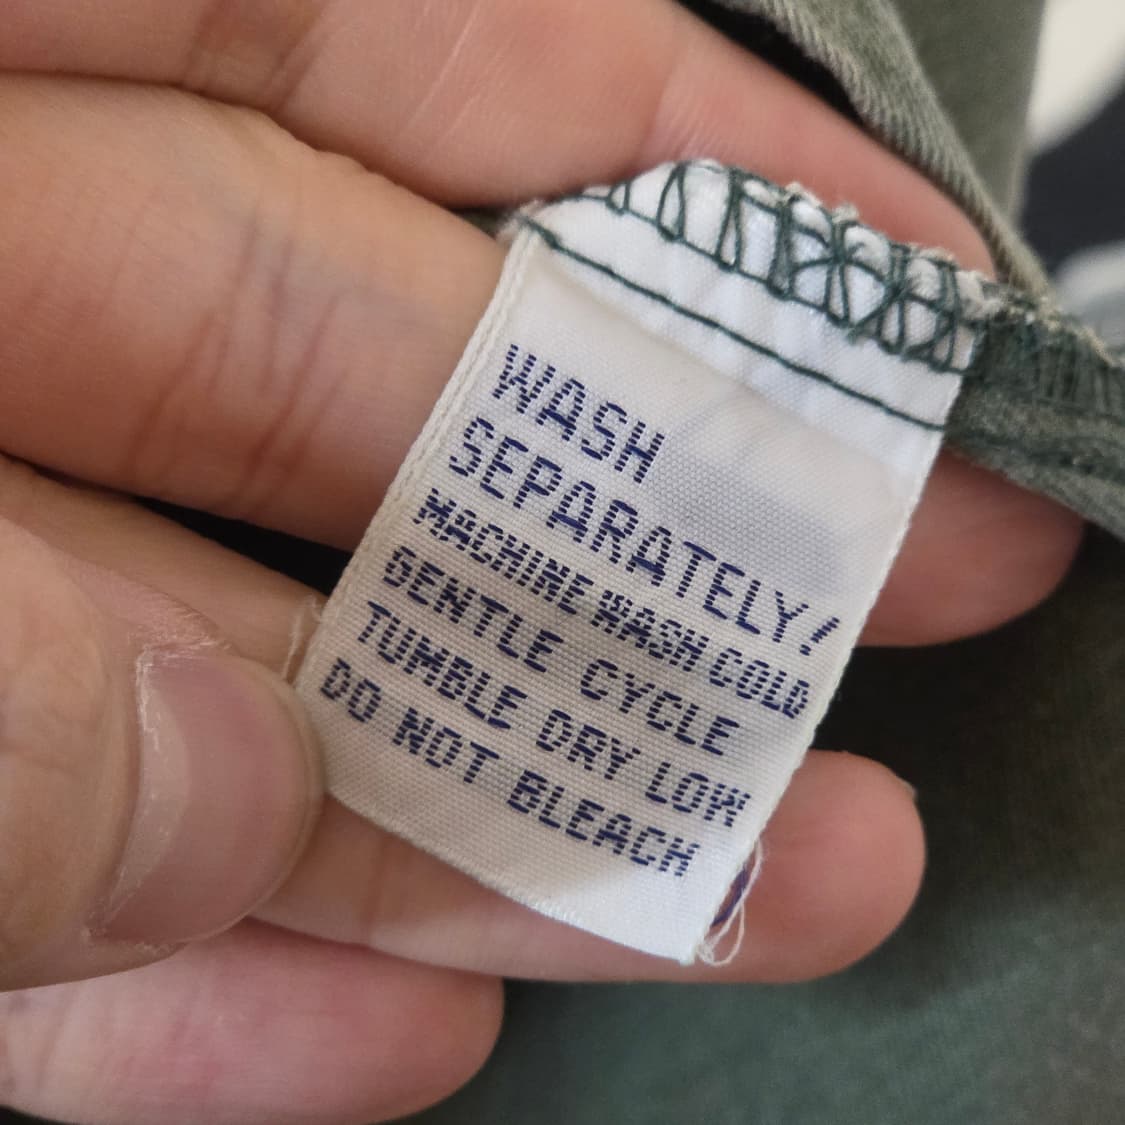 WASH
SEPARATELY!
MACHINE WASH COLD
GENTLE CYCLE
TUMBLE DRY LOW
DO NOT BLEACH